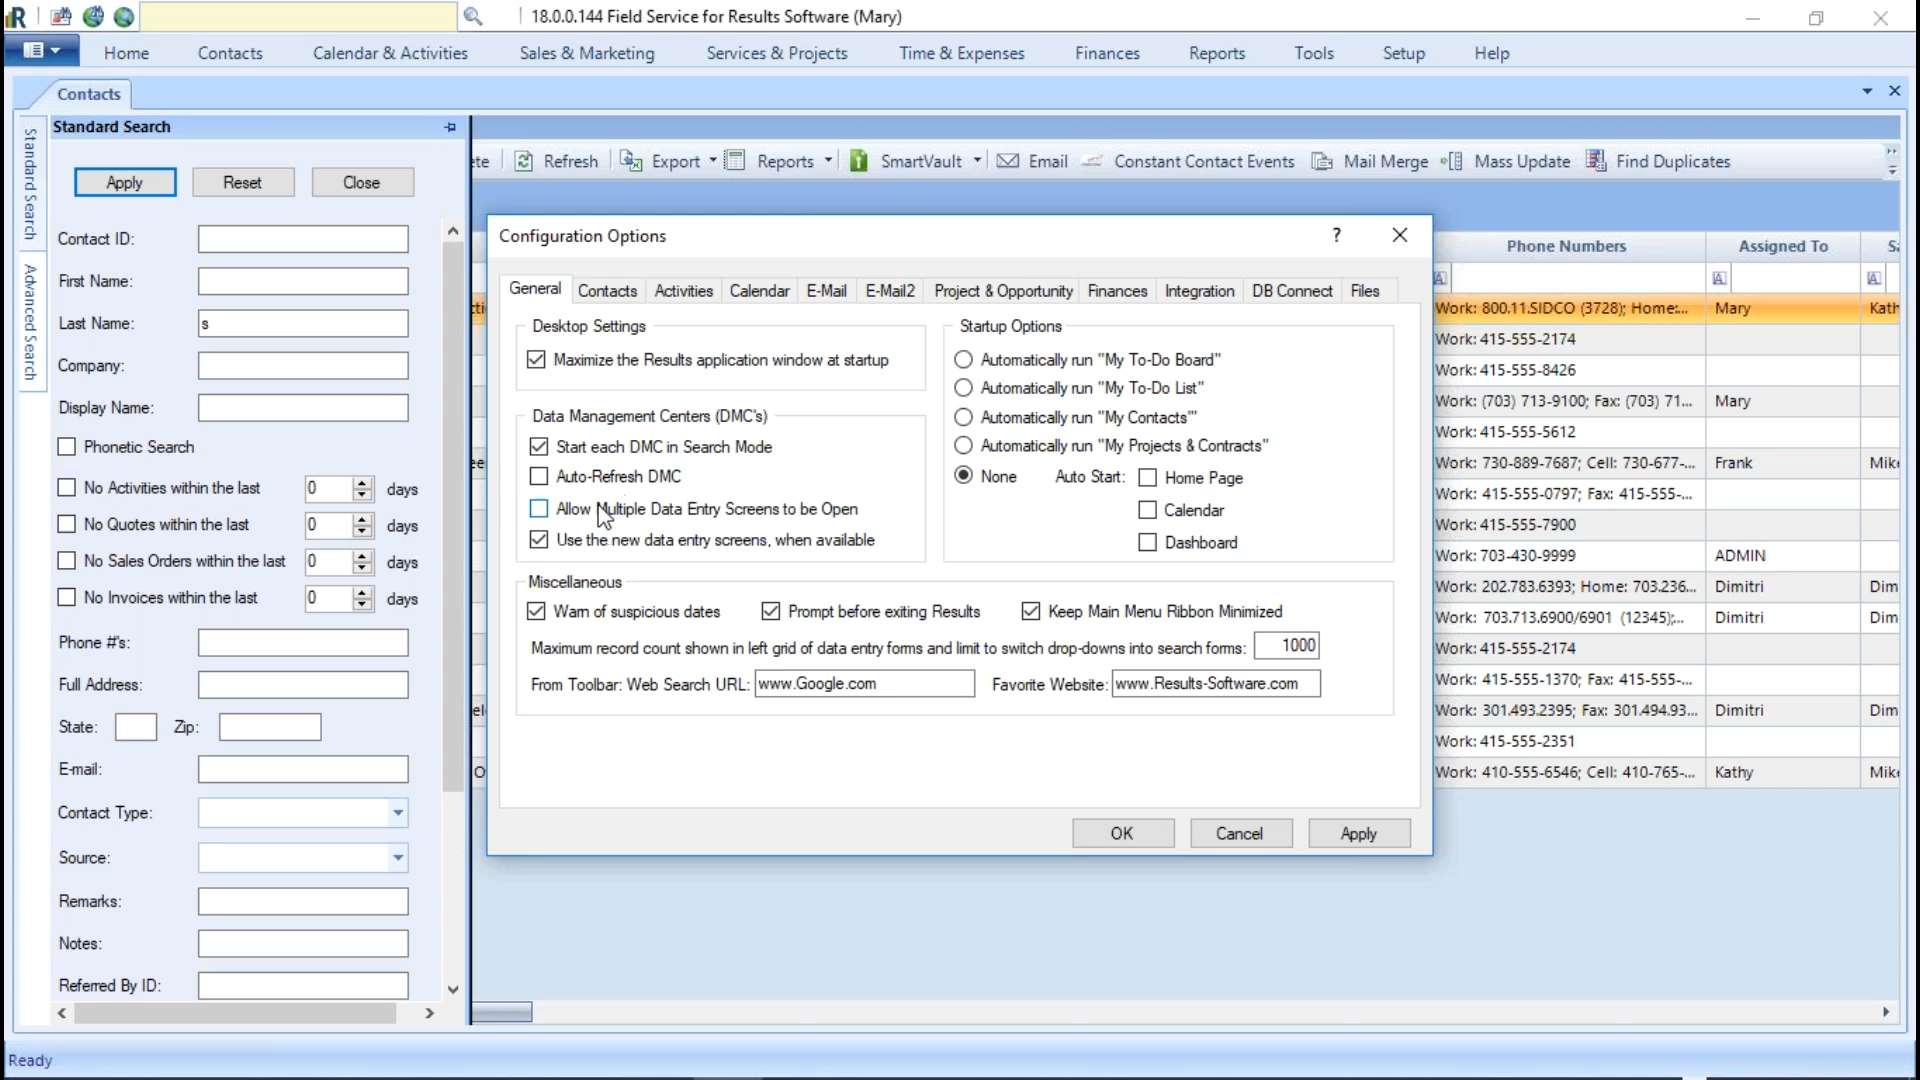 18.0.0.144 Field Service for Results Software (Mary)
Home Contacts Calendar & Activities Sales & Marketing Services & Projects Time & Expenses Finances Reports Tools Setup Help
Contacts
Standard Search
Advanced Search
Standard Search
Apply Reset Close
Contact ID:
First Name:
Last Name: s
Company:
Display Name:
Phonetic Search
No Activities within the last 0 days
No Quotes within the last 0 days
No Sales Orders within the last 0 days
No Invoices within the last 0 days
Phone #'s:
Full Address:
State: Zip:
E-mail:
Contact Type:
Source:
Remarks:
Notes:
Referred By ID:
Refresh Export Reports SmartVault Email Constant Contact Events Mail Merge Mass Update Find Duplicates
Configuration Options
General Contacts Activities Calendar E-Mail E-Mail2 Project & Opportunity Finances Integration DB Connect Files
Desktop Settings
Maximize the Results application window at startup
Data Management Centers (DMC's)
Start each DMC in Search Mode
Auto-Refresh DMC
Allow Multiple Data Entry Screens to be Open
Use the new data entry screens, when available
Startup Options
Automatically run "My To-Do Board"
Automatically run "My To-Do List"
Automatically run "My Contacts'"
Automatically run "My Projects & Contracts"
None Auto Start: Home Page
Calendar
Dashboard
Miscellaneous
Warn of suspicious dates Prompt before exiting Results Keep Main Menu Ribbon Minimized
Maximum record count shown in left grid of data entry forms and limit to switch drop-downs into search forms: 1000
From Toolbar: Web Search URL: www.Google.com Favorite Website: www.Results-Software.com
OK Cancel Apply
Phone Numbers Assigned To
Work: 800.11.SIDCO (3728); Home:... Mary Kath
Work: 415-555-2174
Work: 415-555-8426
Work: (703) 713-9100; Fax: (703) 71... Mary
Work: 415-555-5612
Work: 730-889-7687; Cell: 730-677-... Frank Mik
Work: 415-555-0797; Fax: 415-555-...
Work: 415-555-7900
Work: 703-430-9999 ADMIN
Work: 202.783.6393; Home: 703.236... Dimitri Dim
Work: 703.713.6900/6901 (12345);... Dimitri Dim
Work: 415-555-2174
Work: 415-555-1370; Fax: 415-555-...
Work: 301.493.2395; Fax: 301.494.93... Dimitri Dim
Work: 415-555-2351
Work: 410-555-6546; Cell: 410-765-... Kathy Mik
Ready